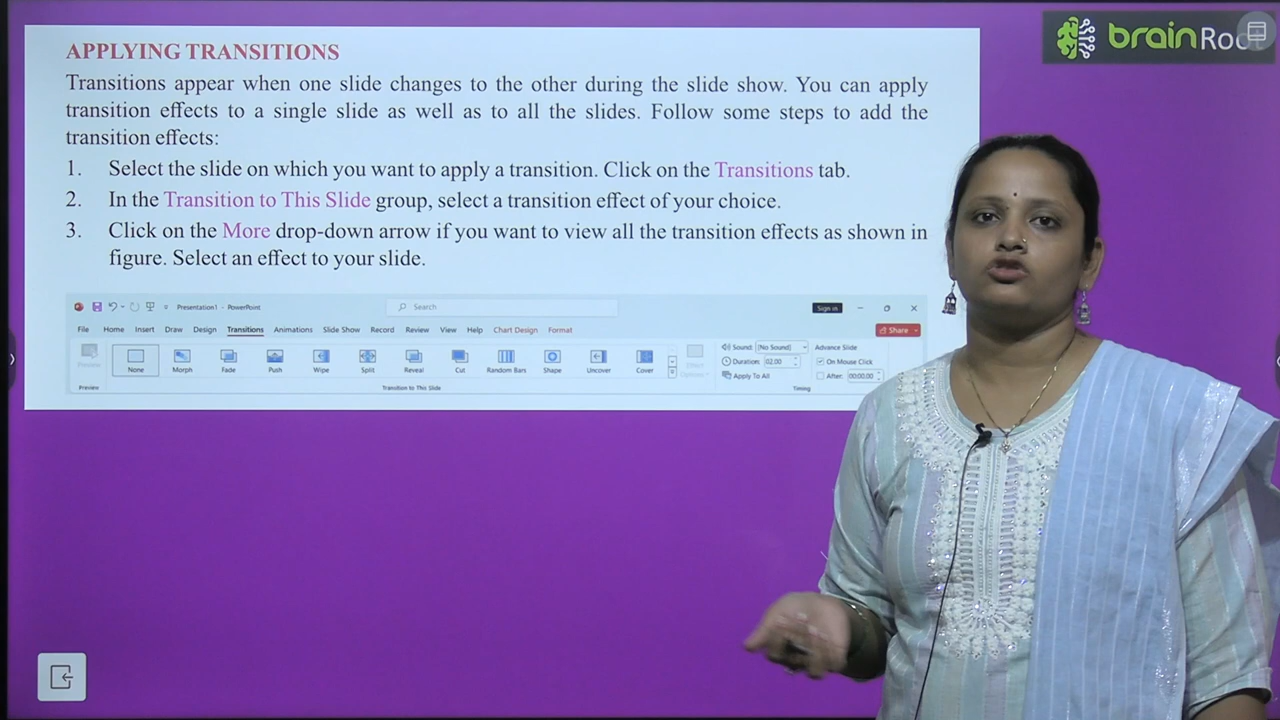 brainRoot
APPLYING TRANSITIONS
Transitions appear when one slide changes to the other during the slide show. You can apply
transition effects to a single slide as well as to all the slides. Follow some steps to add the
transition effects:
1. Select the slide on which you want to apply a transition. Click on the Transitions tab.
2. In the Transition to This Slide group, select a transition effect of your choice.
3. Click on the More drop-down arrow if you want to view all the transition effects as shown in
figure. Select an effect to your slide.
Presentation1 - PowerPoint Search Sign in
File Home Insert Draw Design Transitions Animations Slide Show Record Review View Help Chart Design Format Share
Sound: [No Sound] Advance Slide
Preview None Morph Fade Push Wipe Split Reveal Cut Random Bars Shape Uncover Cover Effect Options Duration: 02.00 On Mouse Click
Apply To All After: 00:00.00
Preview Transition to This Slide Timing